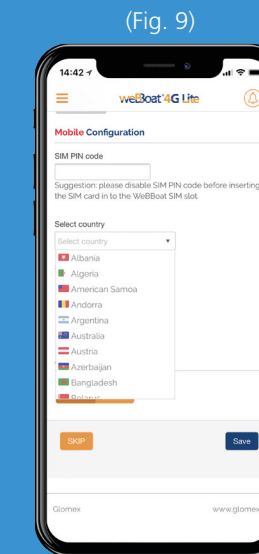 (Fig. 9)
14:42
weBBoat®4G Lite
Mobile Configuration
SIM PIN code
Suggestion: please disable SIM PIN code before inserting
the SIM card in to the WeBBoat SIM slot.
Select country
Select country
Albania
Algeria
American Samoa
Andorra
Argentina
Australia
Austria
Azerbaijan
Bangladesh
Belarus
SKIP
Save
Glomex
www.glomex